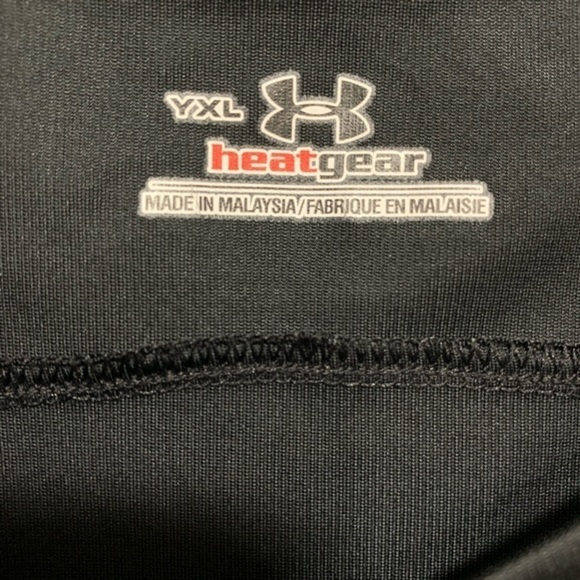 YXL
heatgear
MADE IN MALAYSIA/FABRIQUE EN MALAISIE